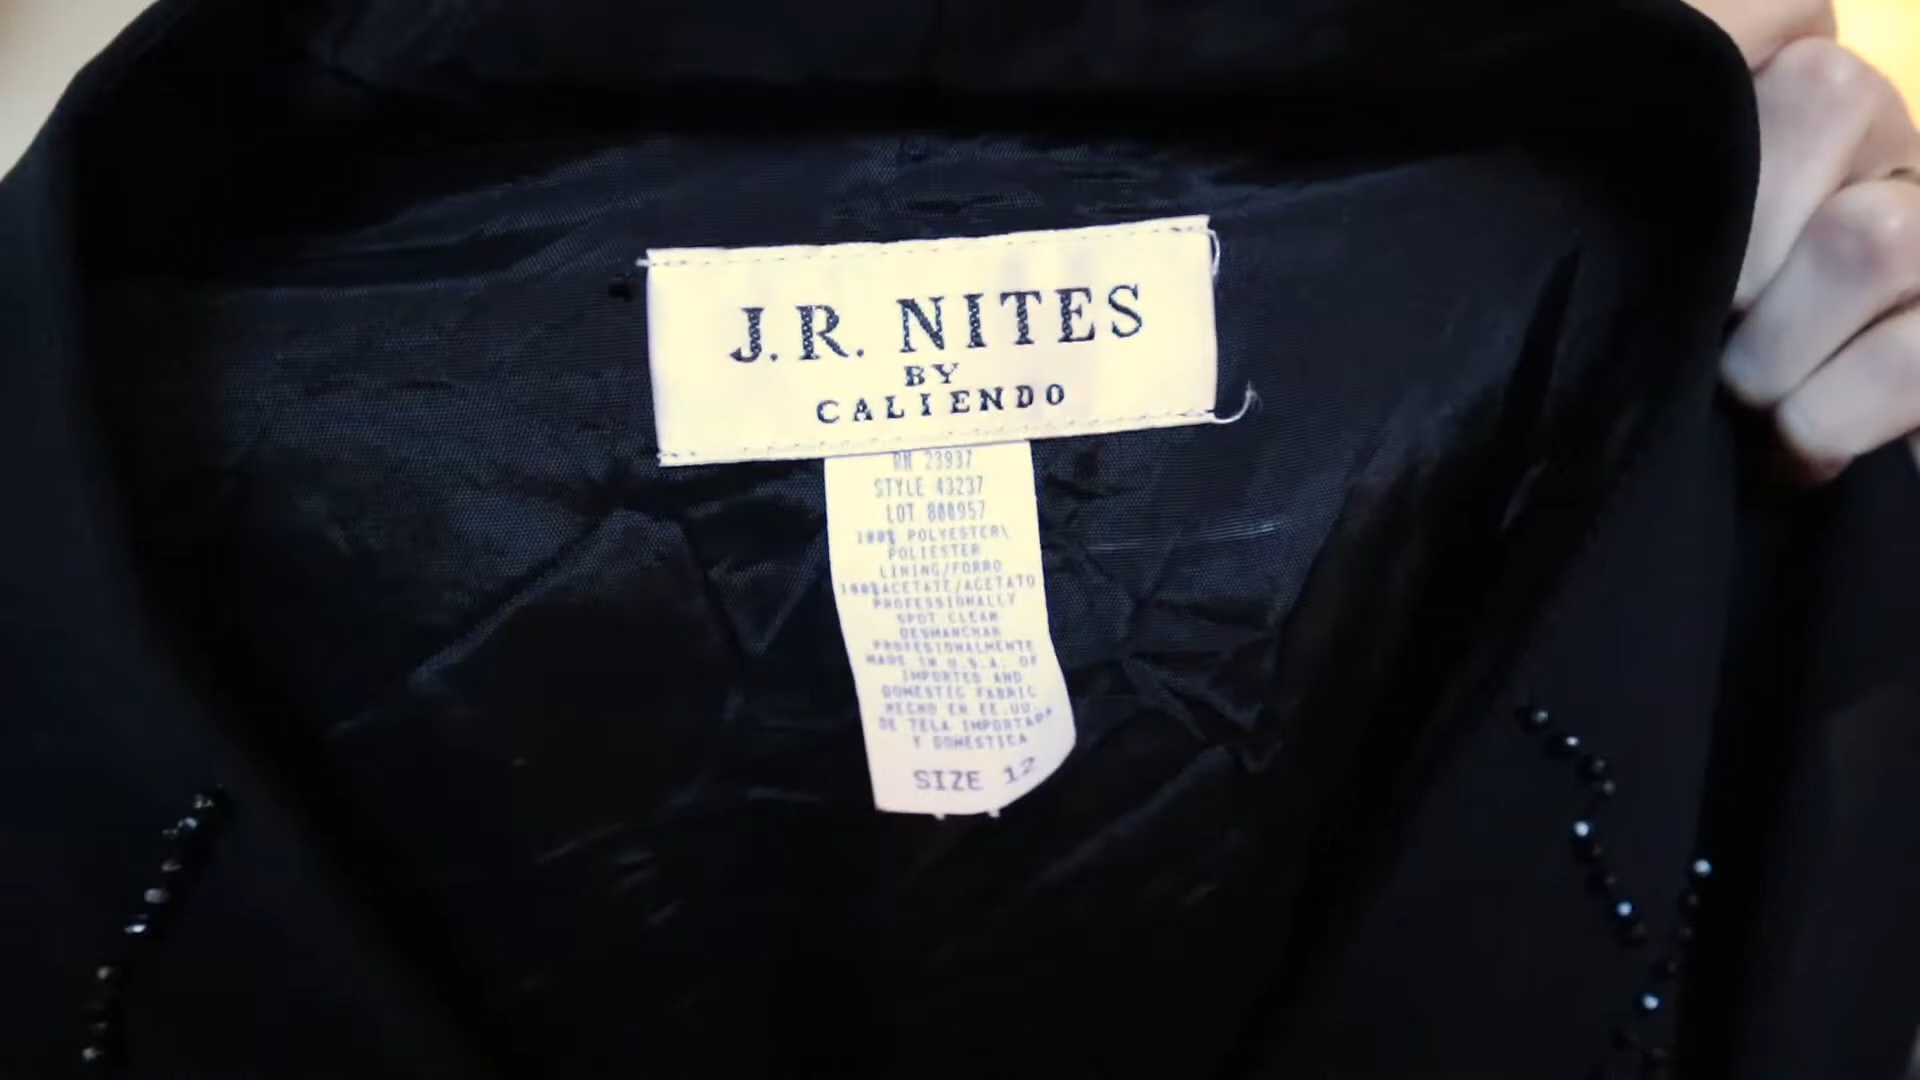 J.R. NITES
BY
CALIENDO
RN 23937
STYLE 43237
LOT 800957
100% POLYESTER\
POLIESTER
LINING/FORRO
100%ACETATE/ACETATO
PROFESSIONALLY
SPOT CLEAN
DESMANCHAR
PROFESIONALMENTE
MADE IN U.S.A. OF
IMPORTED AND
DOMESTIC FABRIC
HECHO EN EE.UU.
DE TELA IMPORTADA
Y DOMESTICA
SIZE 12